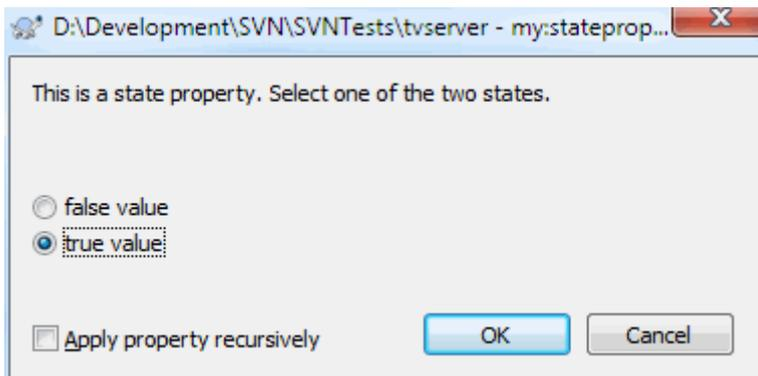 D:\Development\SVN\SVNTests\tvserver - my:stateprop...
This is a state property. Select one of the two states.
false value
true value
Apply property recursively
OK
Cancel